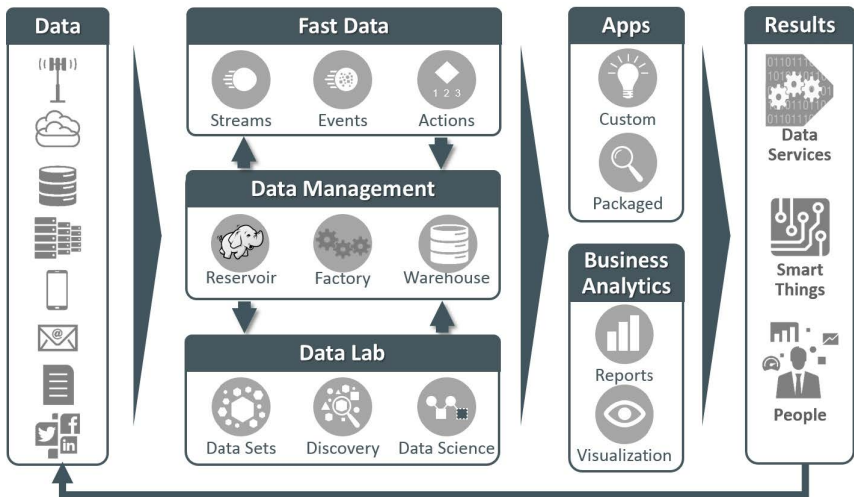 Data
Fast Data
Streams
Events
1 2 3
Actions
Data Management
Reservoir
Factory
Warehouse
Data Lab
Data Sets
Discovery
Data Science
Apps
Custom
Packaged
Business
Analytics
Reports
Visualization
Results
Data
Services
Smart
Things
People
@
f
in